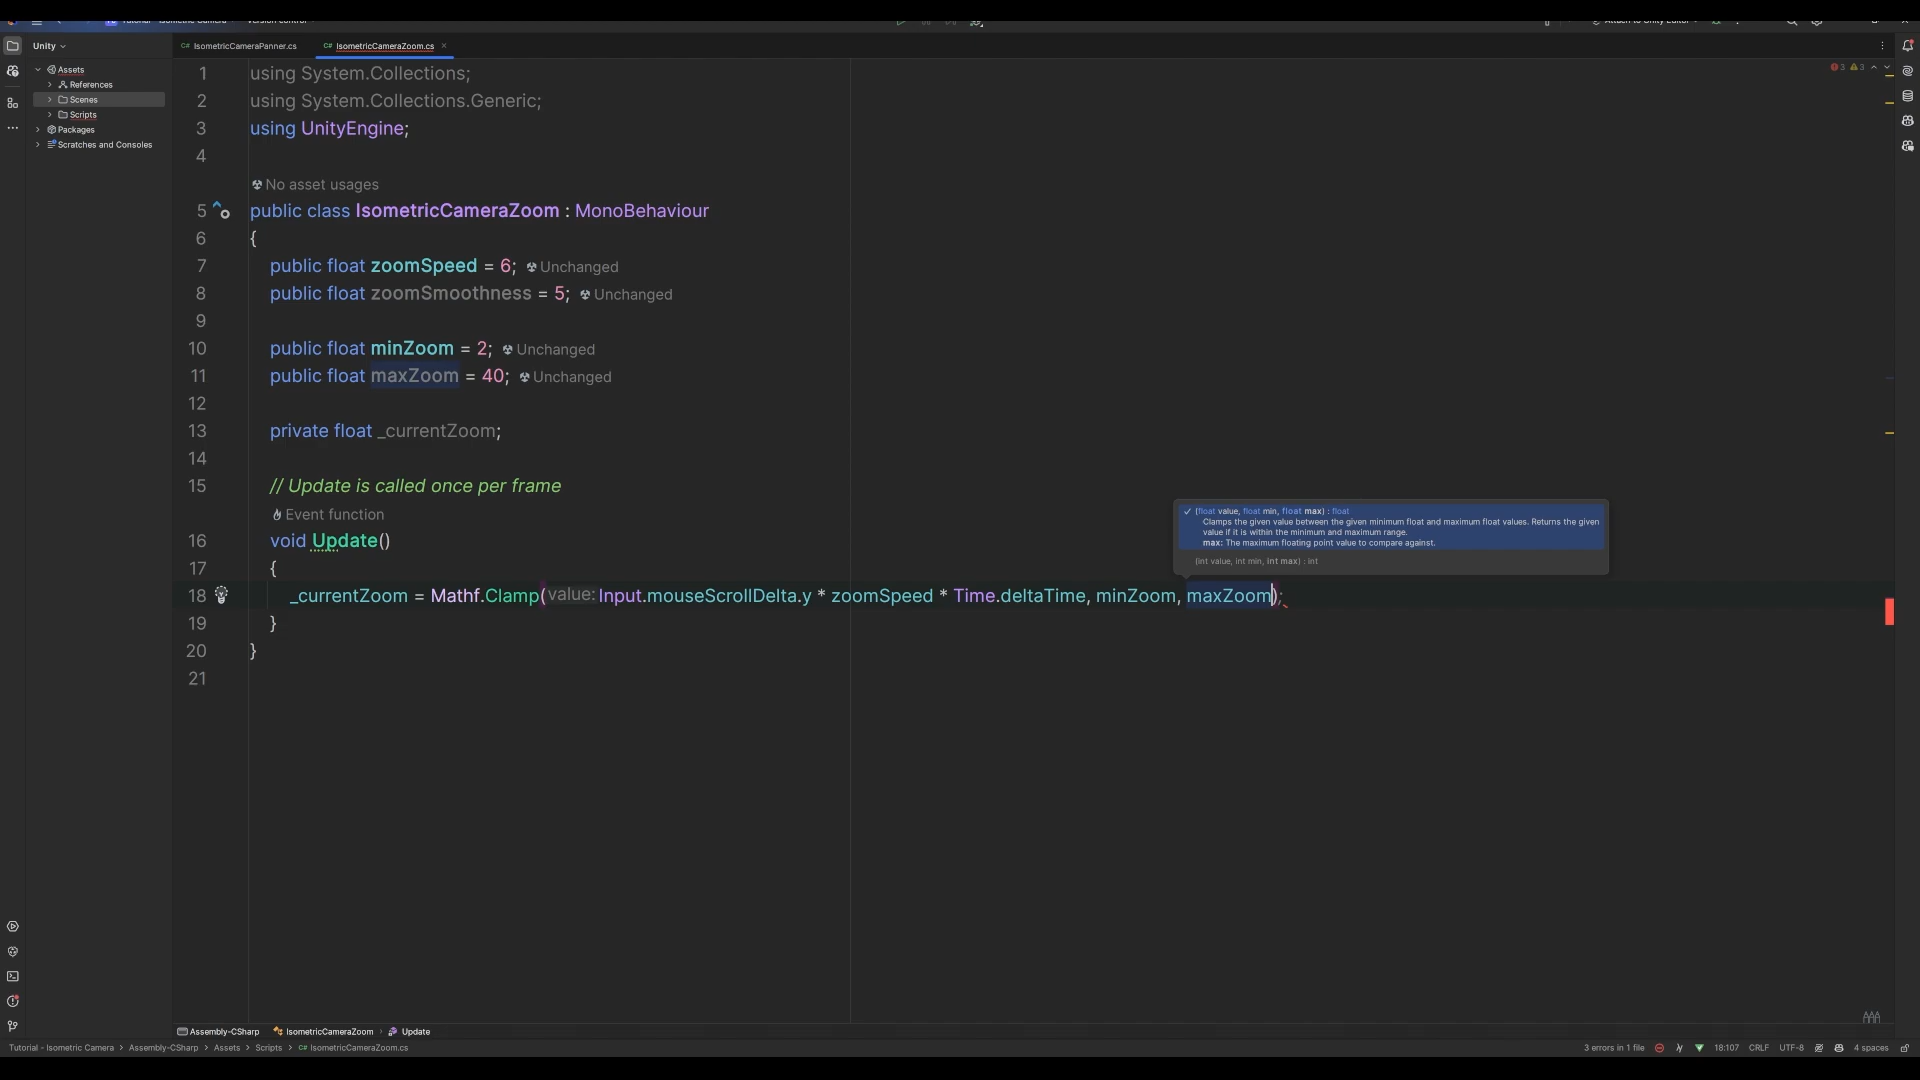 Unity
IsometricCameraPanner.cs
IsometricCameraZoom.cs
Assets
References
Scenes
Scripts
Packages
Scratches and Consoles
3 3
1 using System.Collections;
2 using System.Collections.Generic;
3 using UnityEngine;
4
No asset usages
5 public class IsometricCameraZoom : MonoBehaviour
6 {
7 public float zoomSpeed = 6; Unchanged
8 public float zoomSmoothness = 5; Unchanged
9
10 public float minZoom = 2; Unchanged
11 public float maxZoom = 40; Unchanged
12
13 private float _currentZoom;
14
15 // Update is called once per frame
Event function
16 void Update()
17 {
18 _currentZoom = Mathf.Clamp(value: Input.mouseScrollDelta.y * zoomSpeed * Time.deltaTime, minZoom, maxZoom);
19 }
20 }
21
(float value, float min, float max) : float
Clamps the given value between the given minimum float and maximum float values. Returns the given
value if it is within the minimum and maximum range.
max: The maximum floating point value to compare against.
(int value, int min, int max) : int
Assembly-CSharp IsometricCameraZoom › Update
Tutorial - Isometric Camera › Assembly-CSharp › Assets › Scripts › C# IsometricCameraZoom.cs
3 errors in 1 file 18:107 CRLF UTF-8 4 spaces